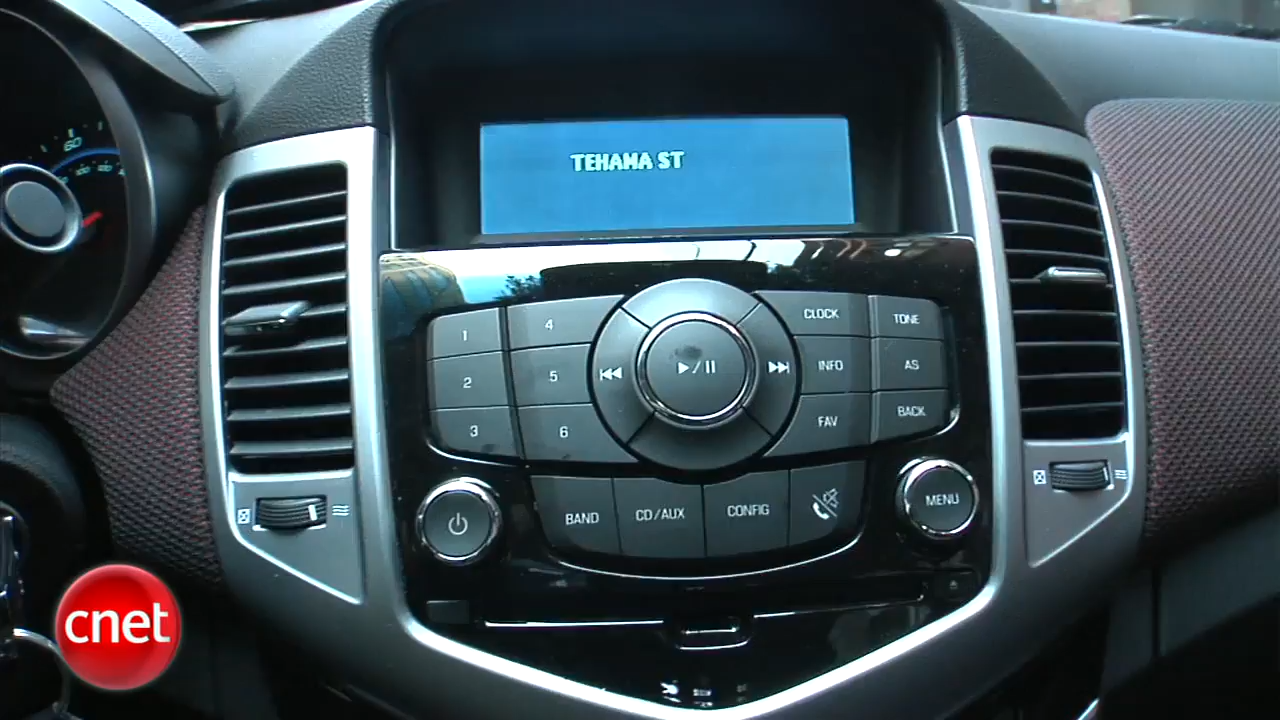 TEHAMA ST
60
1
4
CLOCK
TONE
2
5
INFO
AS
3
6
FAV
BACK
BAND
CD/AUX
CONFIG
MENU
cnet